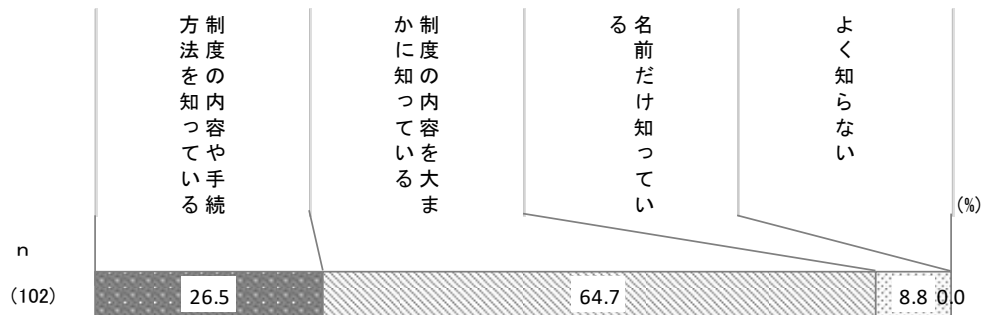 制度の内容や手続
方法を知っている
制度の内容を大ま
かに知っている
名前だけ知ってい
る
よく知らない
(%)
n
(102)
26.5
64.7
8.8
0.0